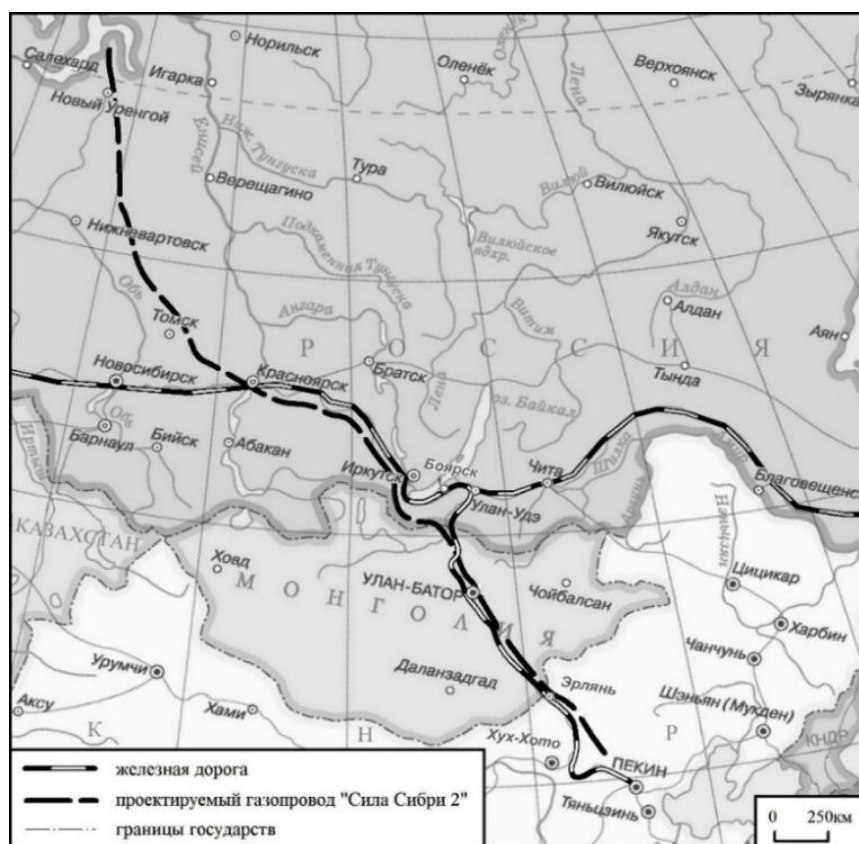 Норильск
Салехард
Игарка
Оленёк
Оленёк
Лена
Верхоянск
Зырянка
Новый Уренгой
Енисей
Ниж. Тунгуска
Тура
Верещагино
Вилюй
Вилюйск
Нижневартовск
Подкаменная Тунгуска
Вилюйское
вдхр.
Якутск
Обь
Алдан
Томск
Ангара
Витим
Алдан
Аян
РОССИЯ
Новосибирск
Красноярск
Братск
Лена
Тында
оз. Байкал
Обь
Барнаул
Бийск
Абакан
Иртыш
Иркутск
Боярск
Чита
Шилка
Амур
Улан-Удэ
Аргунь
Благовещенск
КАЗАХСТАН
Ховд
МОНГОЛИЯ
УЛАН-БАТОР
Чойбалсан
Цицикар
Харбин
Урумчи
Чанчунь
Даланзадгад
Эрлянь
Шэньян (Мукден)
Аксу
Хами
К
Н
Р
Хух-Хото
ПЕКИН
КНДР
Тяньцзинь
железная дорога
проектируемый газопровод "Сила Сибри 2"
границы государств
0 250км